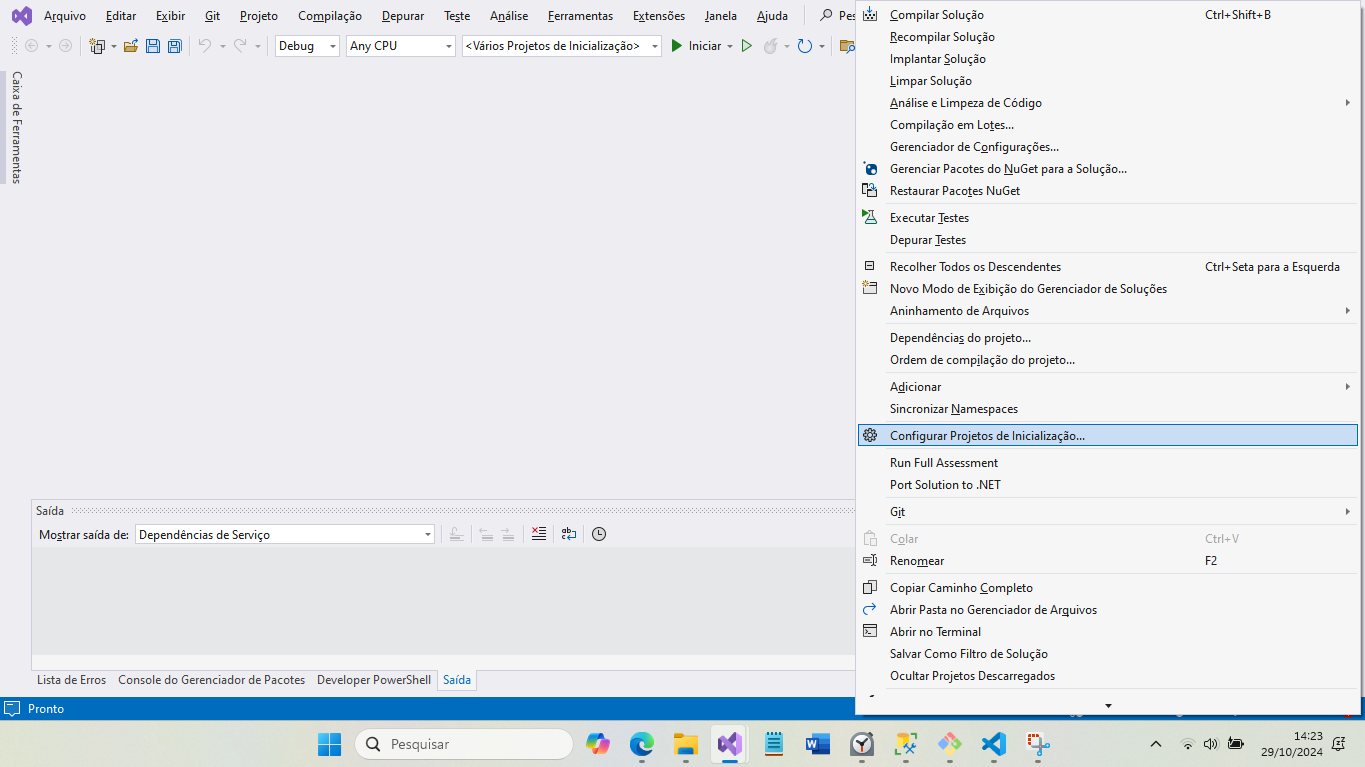 Arquivo Editar Exibir Git Projeto Compilação Depurar Teste Análise Ferramentas Extensões Janela Ajuda
Debug Any CPU <Vários Projetos de Inicialização> Iniciar
Caixa de Ferramentas
Compilar Solução Ctrl+Shift+B
Recompilar Solução
Implantar Solução
Limpar Solução
Análise e Limpeza de Código
Compilação em Lotes...
Gerenciador de Configurações...
Gerenciar Pacotes do NuGet para a Solução...
Restaurar Pacotes NuGet
Executar Testes
Depurar Testes
Recolher Todos os Descendentes Ctrl+Seta para a Esquerda
Novo Modo de Exibição do Gerenciador de Soluções
Aninhamento de Arquivos
Dependências do projeto...
Ordem de compilação do projeto...
Adicionar
Sincronizar Namespaces
Configurar Projetos de Inicialização...
Run Full Assessment
Port Solution to .NET
Git
Colar Ctrl+V
Renomear F2
Copiar Caminho Completo
Abrir Pasta no Gerenciador de Arquivos
Abrir no Terminal
Salvar Como Filtro de Solução
Ocultar Projetos Descarregados
Saída
Mostrar saída de: Dependências de Serviço
Lista de Erros Console do Gerenciador de Pacotes Developer PowerShell Saída
Pronto
Pesquisar
14:23
29/10/2024